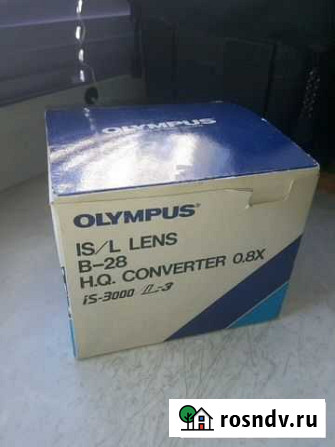 OLYMPUS
OLYMPUS®
IS/L LENS
B-28
H.Q. CONVERTER 0.8X
iS-3000 L-3
rosndv.ru